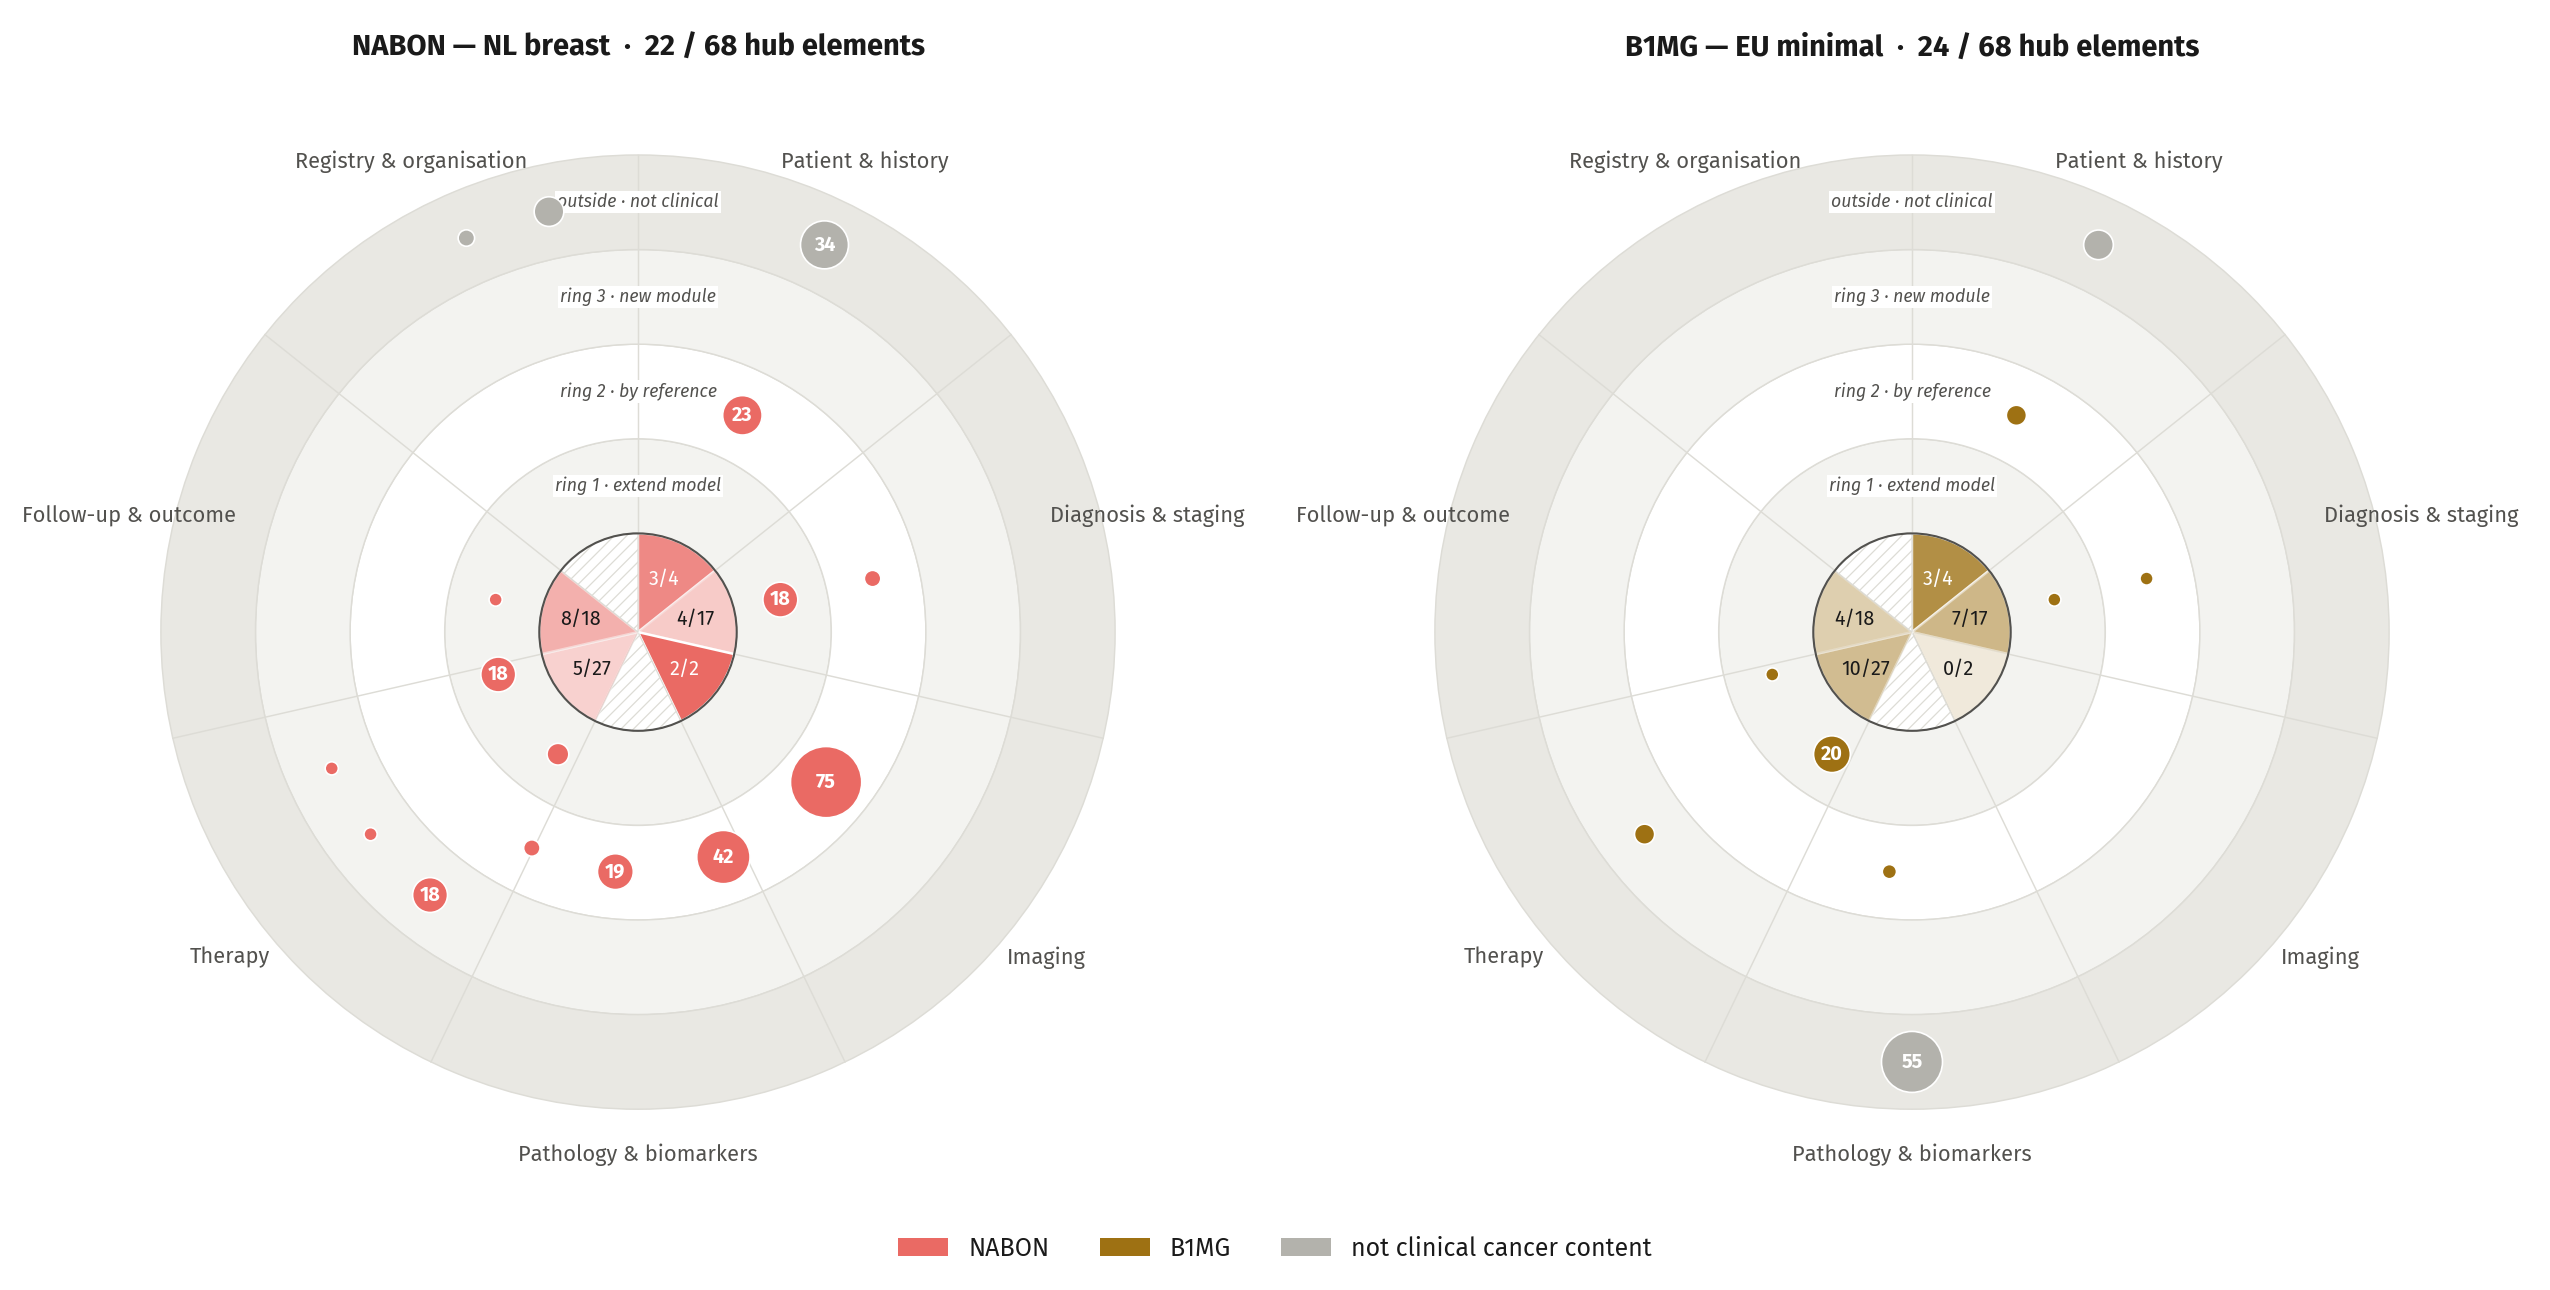 NABON — NL breast · 22 / 68 hub elements
Registry & organisation
Patient & history
outside · not clinical
34
ring 3 · new module
ring 2 · by reference
23
ring 1 · extend model
Follow-up & outcome
Diagnosis & staging
3/4
18
8/18
4/17
18
5/27
2/2
75
42
19
18
Therapy
Imaging
Pathology & biomarkers
B1MG — EU minimal · 24 / 68 hub elements
Registry & organisation
Patient & history
outside · not clinical
ring 3 · new module
ring 2 · by reference
ring 1 · extend model
Follow-up & outcome
Diagnosis & staging
3/4
4/18
7/17
10/27
0/2
20
Therapy
Imaging
55
Pathology & biomarkers
NABON
B1MG
not clinical cancer content